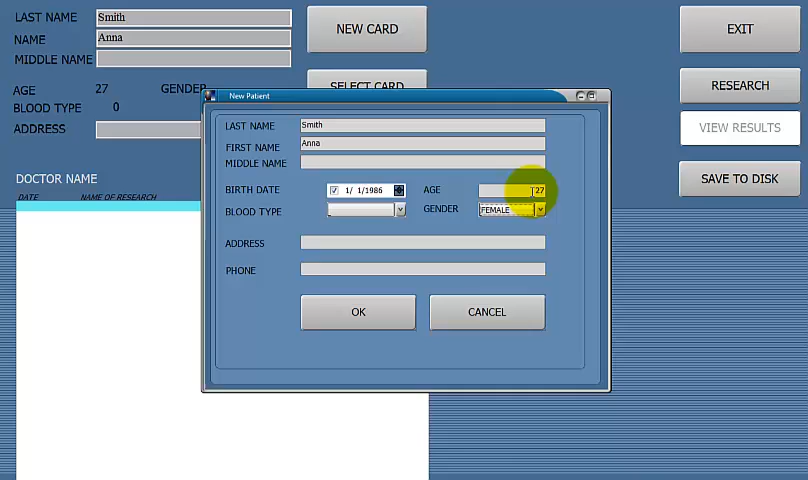 LAST NAME Smith NEW CARD EXIT
NAME Anna
MIDDLE NAME
SELECT CARD RESEARCH
AGE 27 GENDER
BLOOD TYPE 0
ADDRESS VIEW RESULTS
DOCTOR NAME SAVE TO DISK
DATE NAME OF RESEARCH
New Patient
LAST NAME Smith
FIRST NAME Anna
MIDDLE NAME
BIRTH DATE 1/ 1/1986 AGE 27
BLOOD TYPE GENDER FEMALE
ADDRESS
PHONE
OK CANCEL